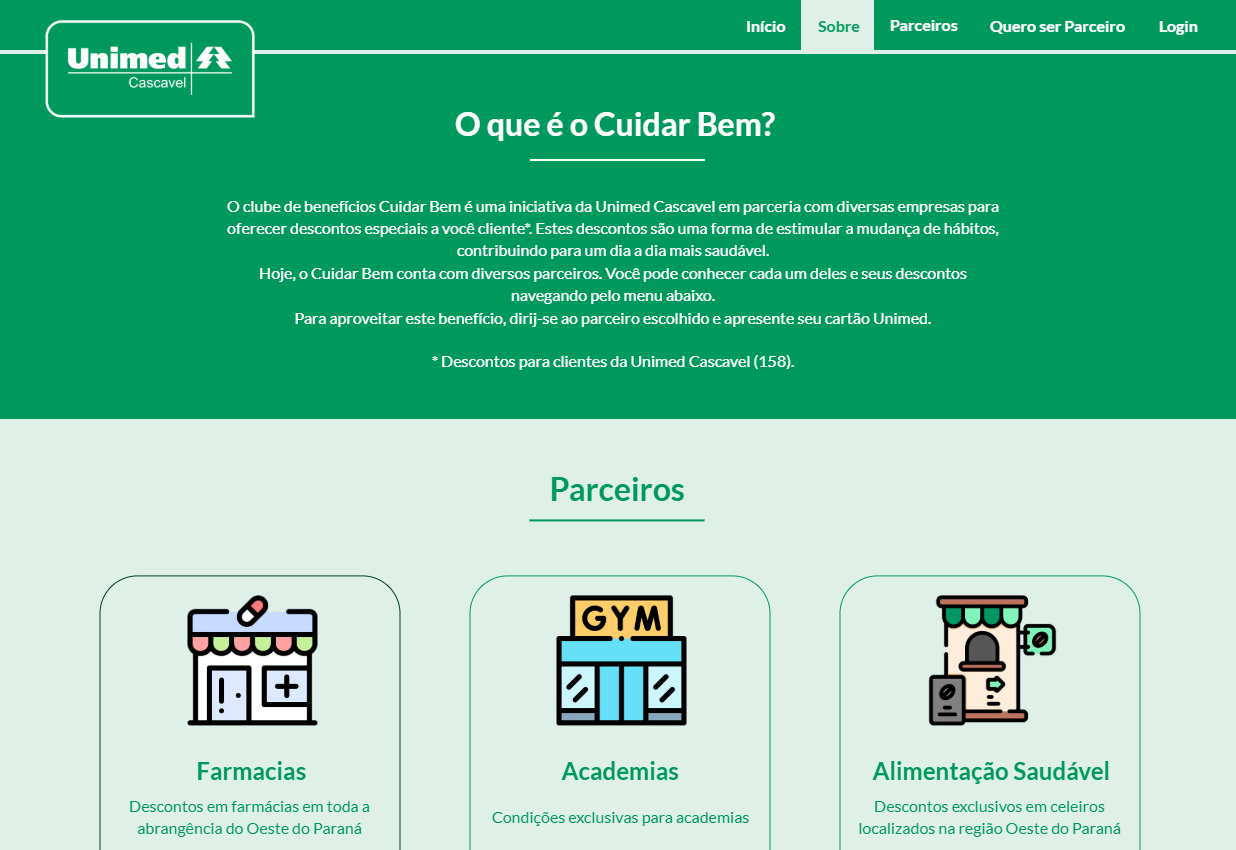 Início Sobre Parceiros Quero ser Parceiro Login
Unimed
Cascavel
O que é o Cuidar Bem?
O clube de benefícios Cuidar Bem é uma iniciativa da Unimed Cascavel em parceria com diversas empresas para
oferecer descontos especiais a você cliente*. Estes descontos são uma forma de estimular a mudança de hábitos,
contribuindo para um dia a dia mais saudável.
Hoje, o Cuidar Bem conta com diversos parceiros. Você pode conhecer cada um deles e seus descontos
navegando pelo menu abaixo.
Para aproveitar este benefício, dirij-se ao parceiro escolhido e apresente seu cartão Unimed.
* Descontos para clientes da Unimed Cascavel (158).
Parceiros
GYM
Farmacias
Descontos em farmácias em toda a
abrangência do Oeste do Paraná
Academias
Condições exclusivas para academias
Alimentação Saudável
Descontos exclusivos em celeiros
localizados na região Oeste do Paraná